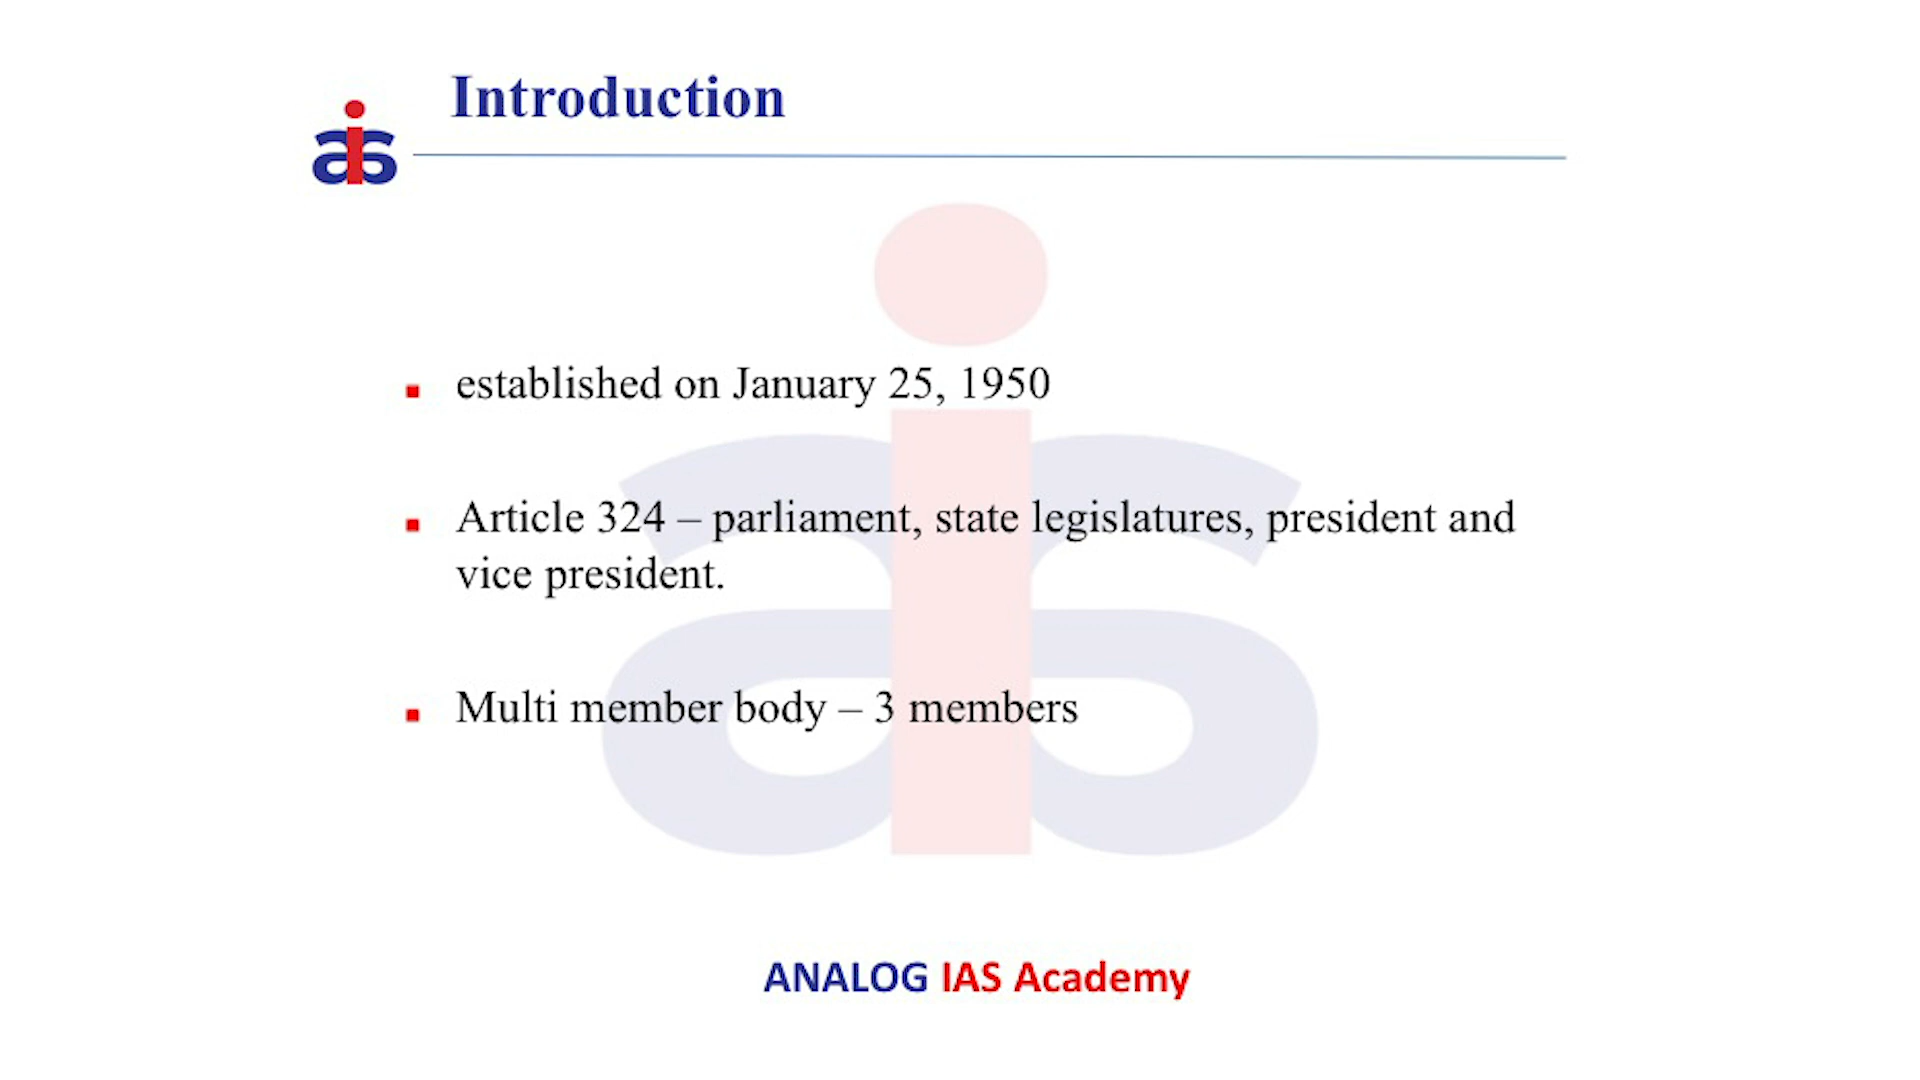 Introduction
established on January 25, 1950
Article 324 – parliament, state legislatures, president and
vice president.
Multi member body – 3 members
ANALOG IAS Academy